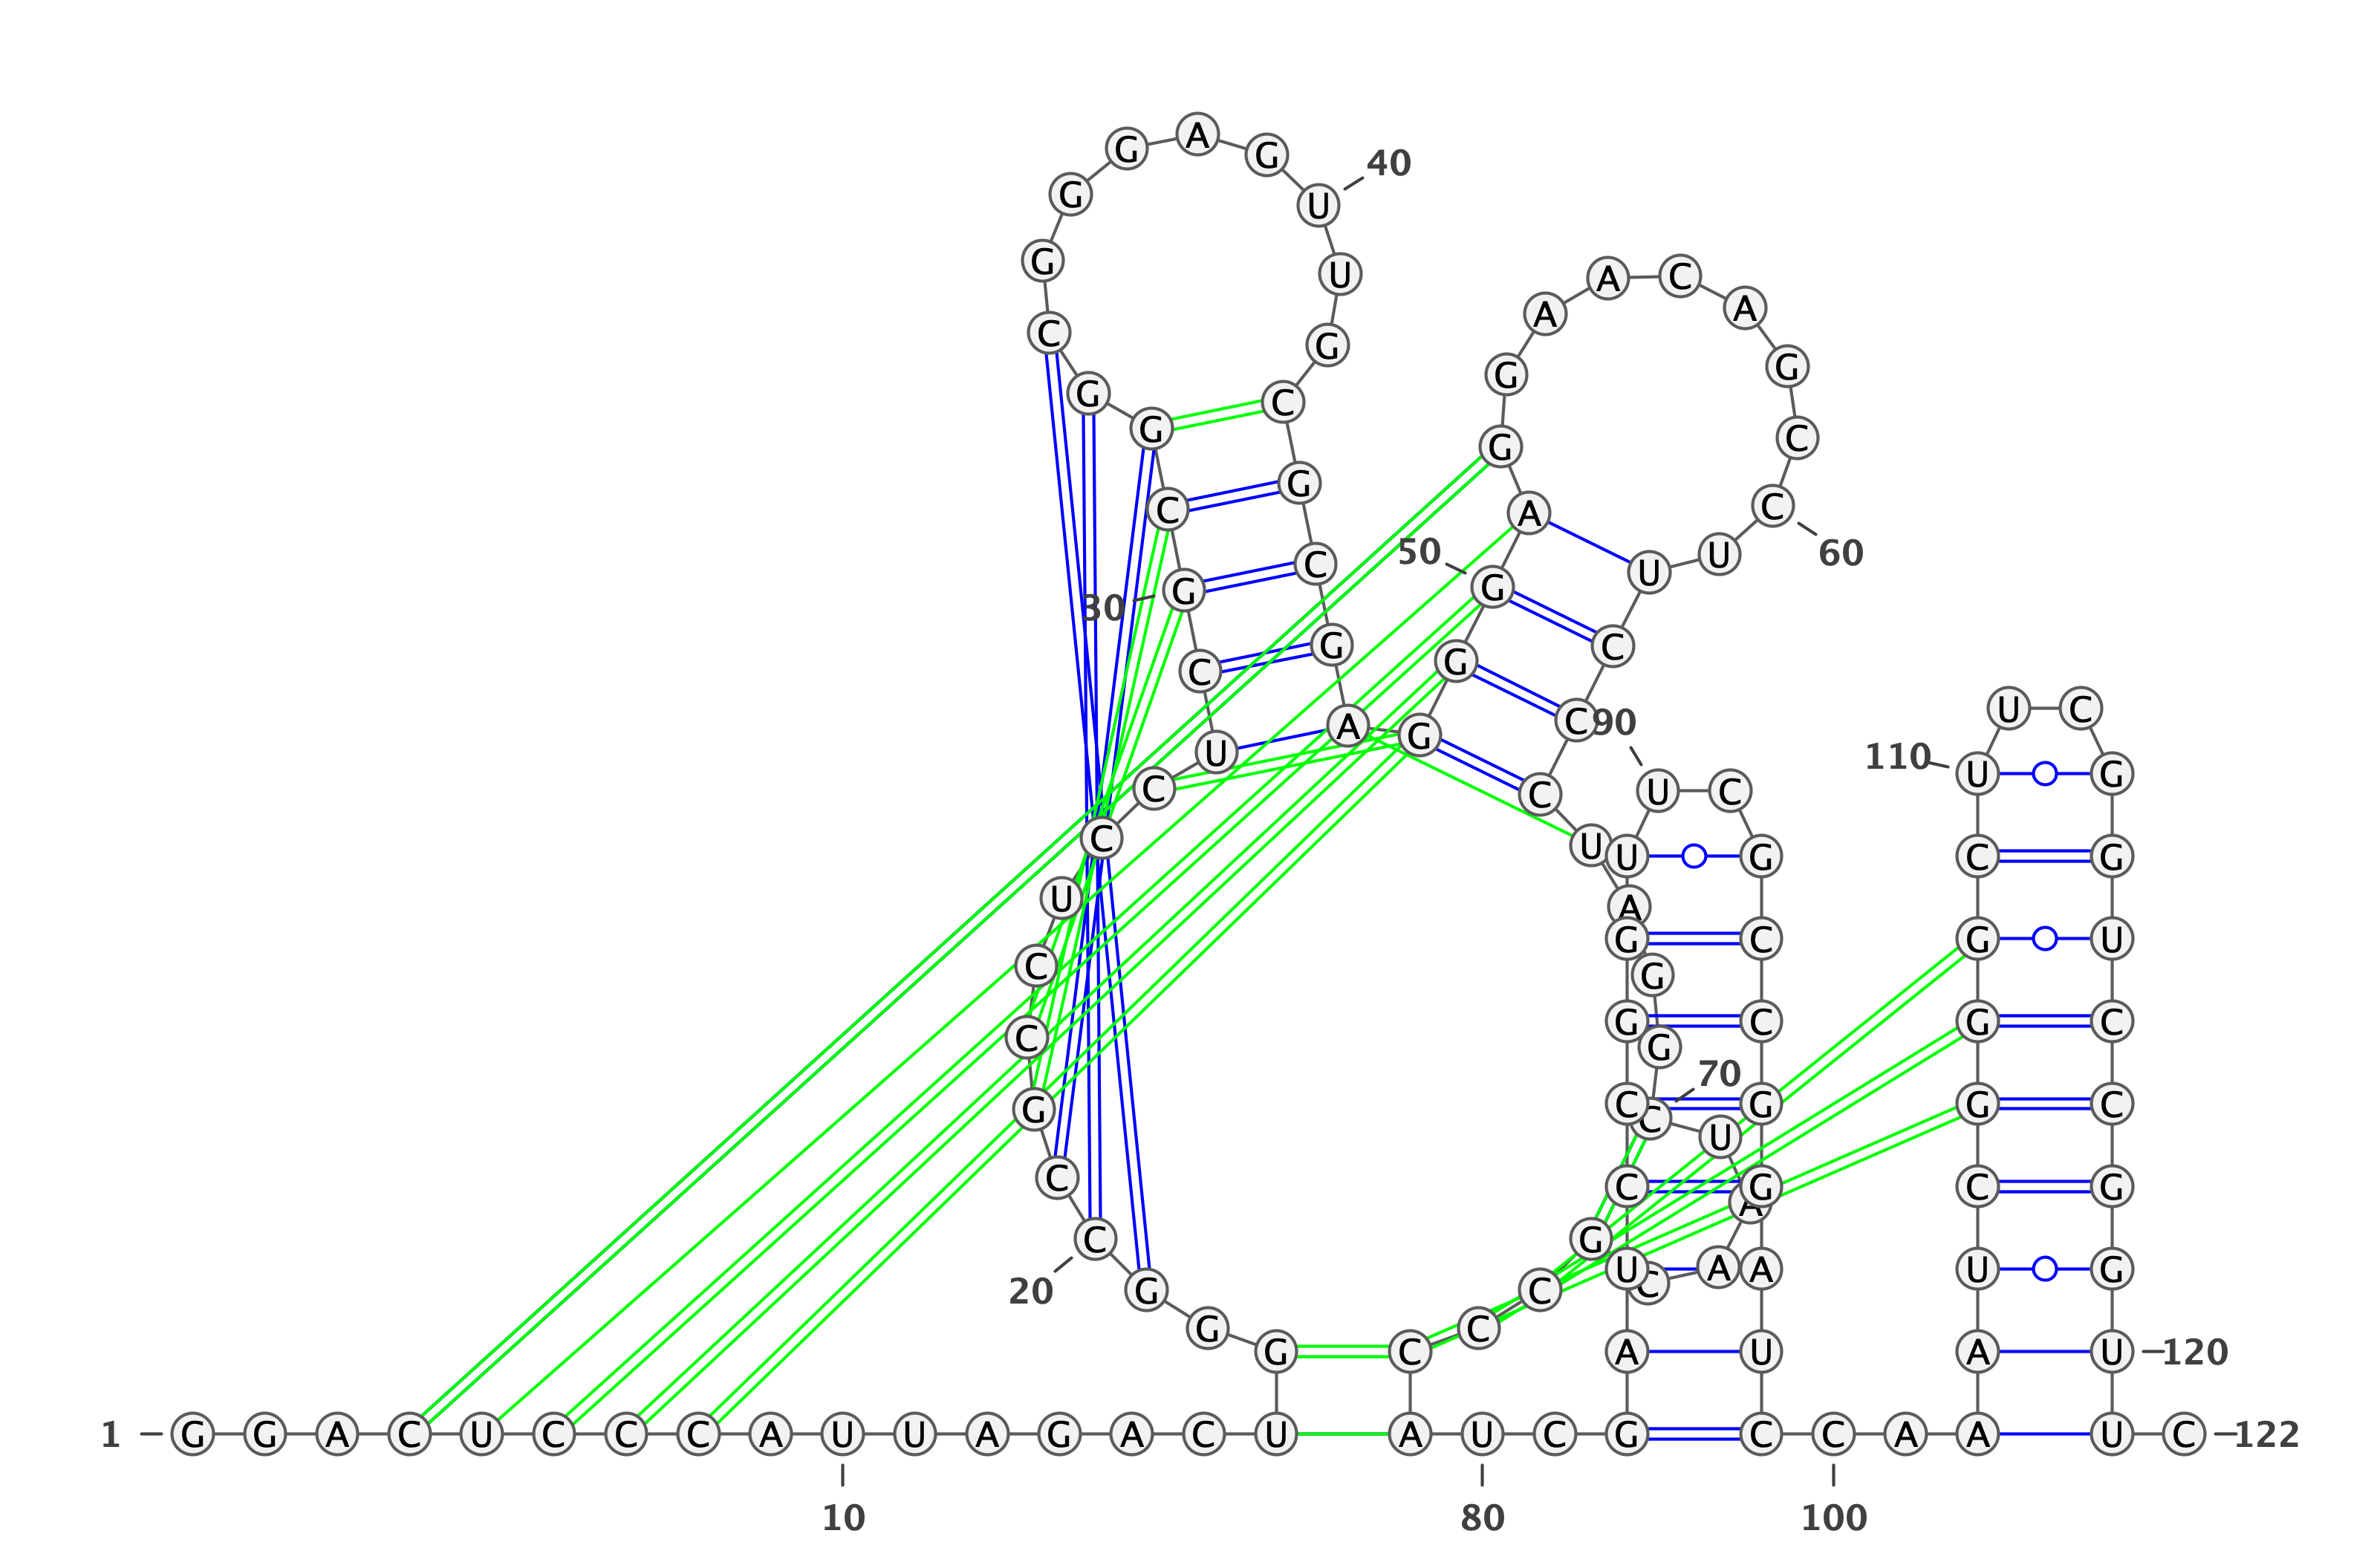 A
G G
40
G U
A C
G U
A A
C G
G G
G C
G G C
C G A C
50 U 60
G C G U
30
C G G C
U C
U A G C 90
110 U G
C C U C
C U U G C G
U A
C G C G U
G
C G C G C
G
70
G C C G G C
U
C C G C G
A
C G
G C U C A A U G
20
G C
G C A U A U 120
1 G G A C U C C C A U U A G A C U A U C G C C A A U C 122
10 80 100